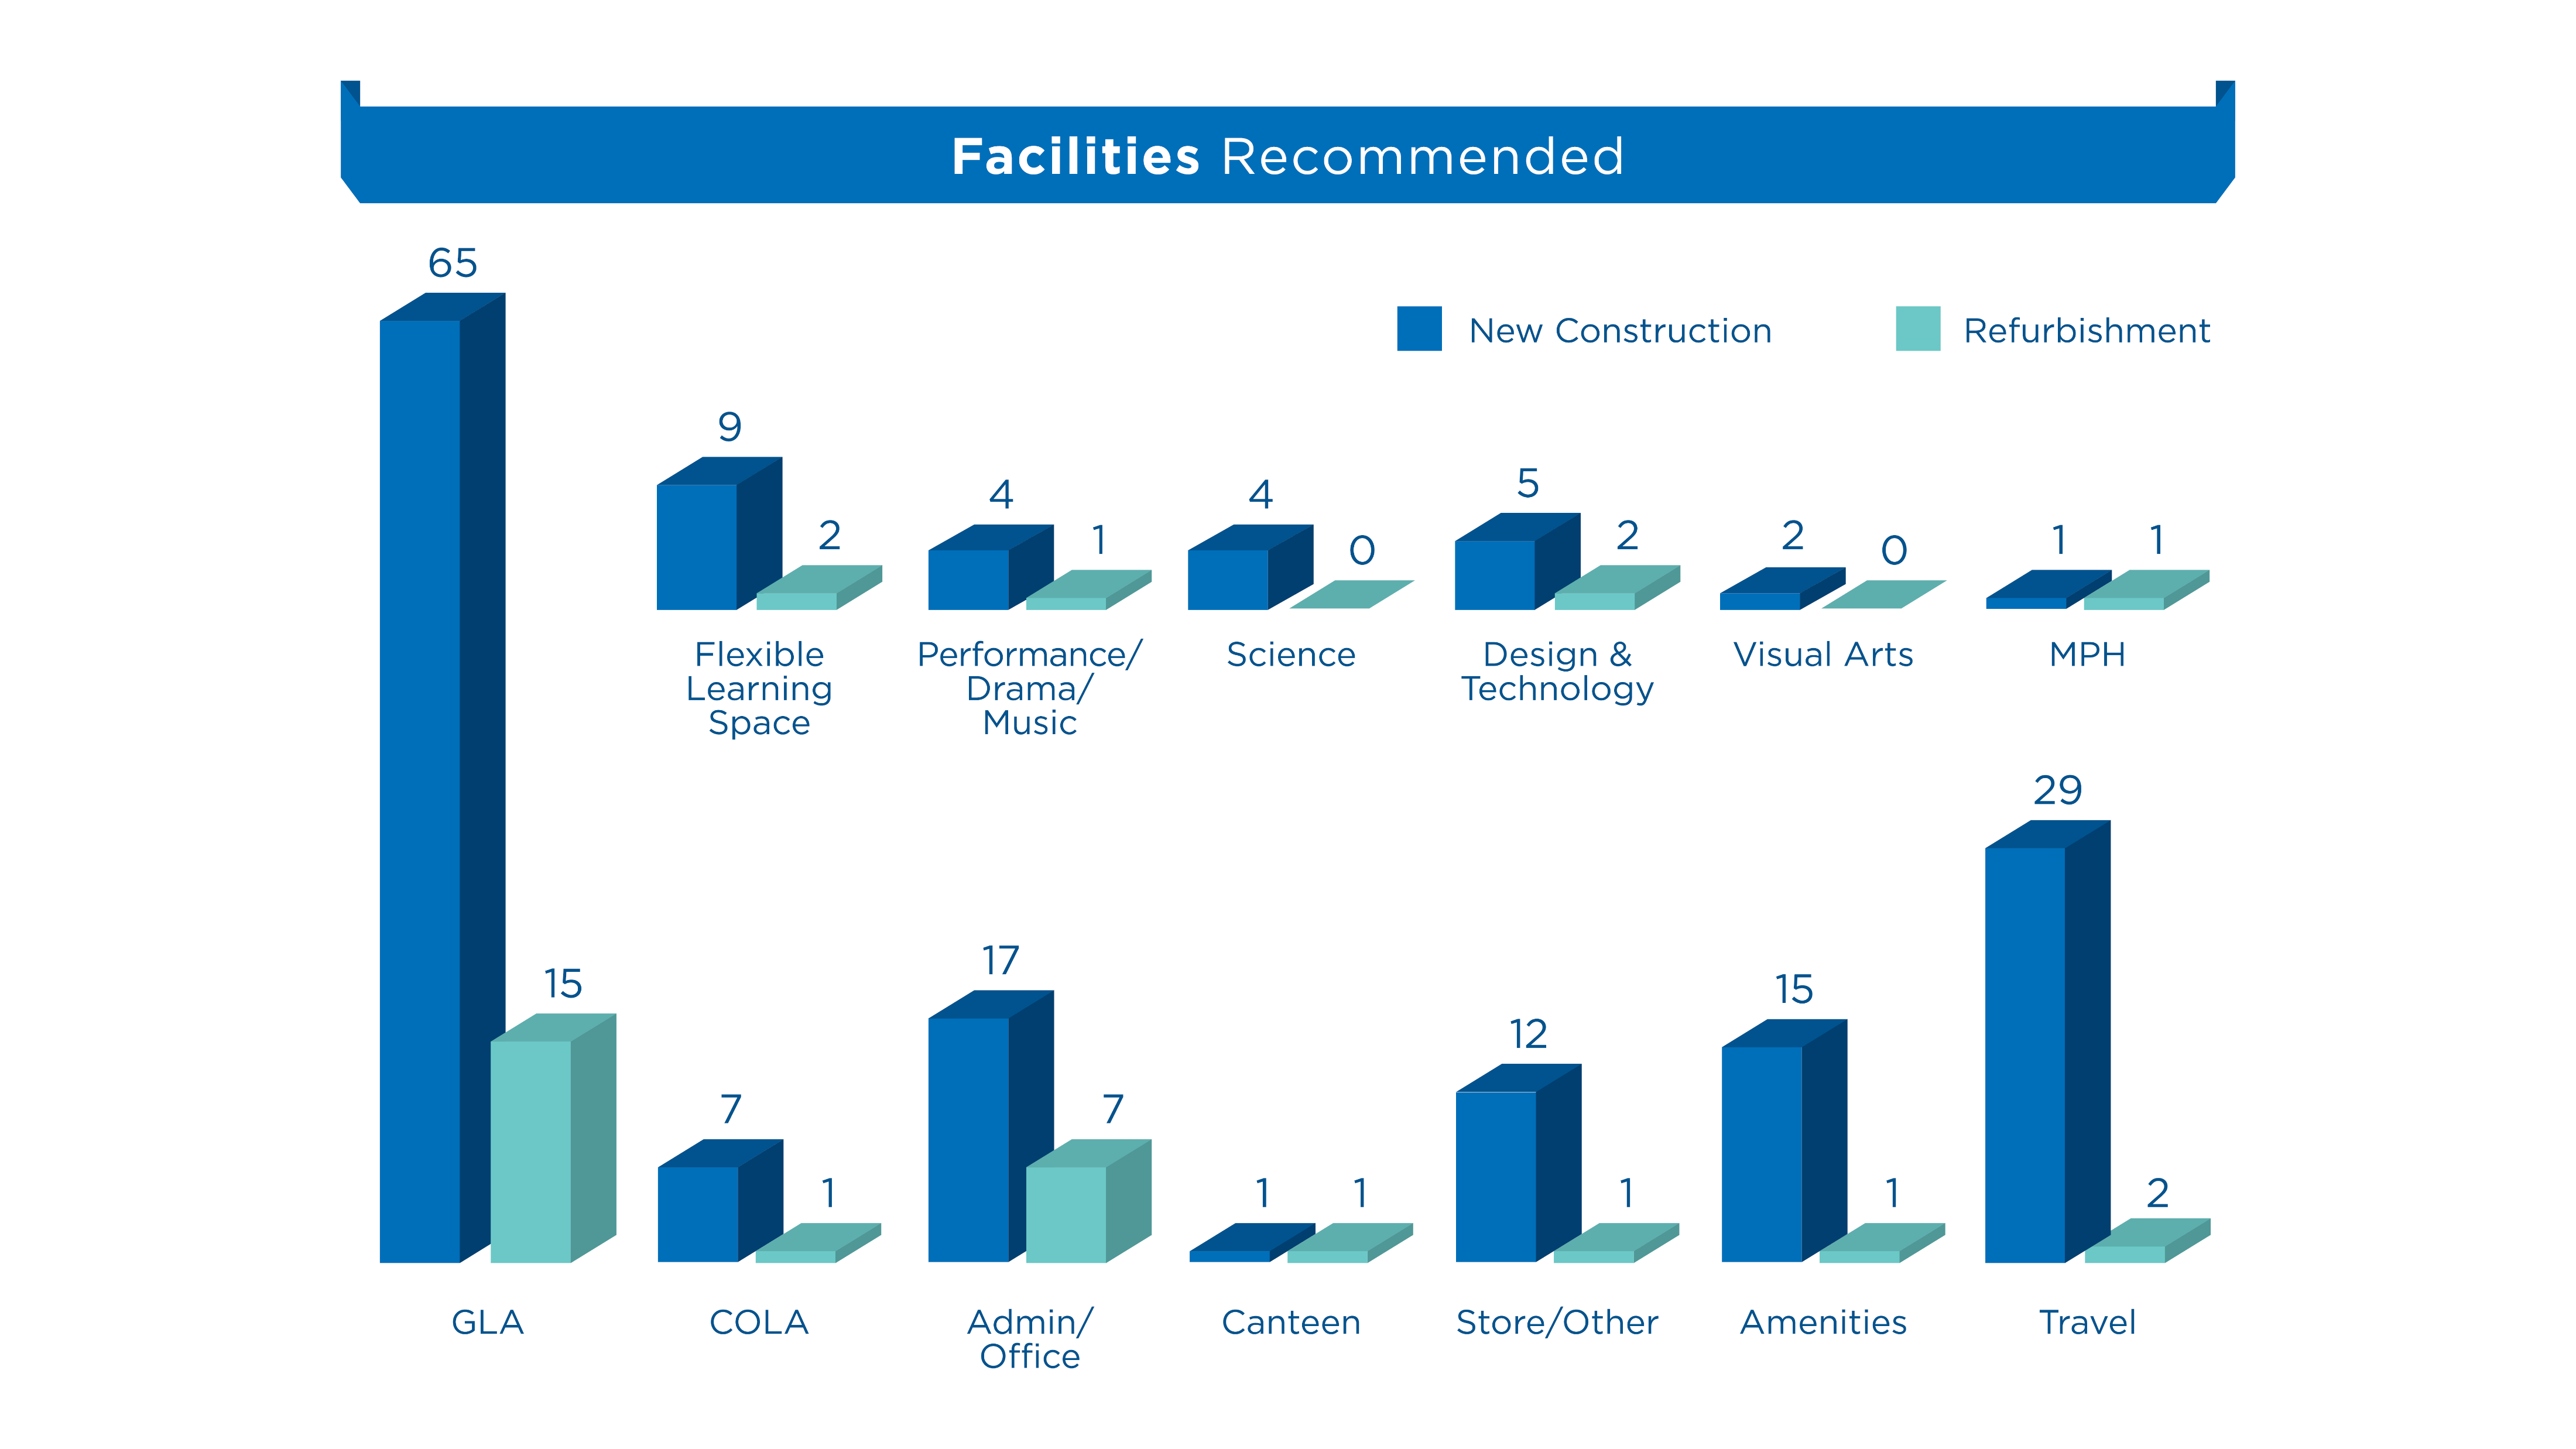 Facilities Recommended
65
New Construction
Refurbishment
9
2
4
1
4
0
5
2
2
0
1
1
Flexible
Learning
Space
Performance/
Drama/
Music
Science
Design &
Technology
Visual Arts
MPH
15
7
1
17
7
1
1
12
1
15
1
29
2
GLA
COLA
Admin/
Office
Canteen
Store/Other
Amenities
Travel